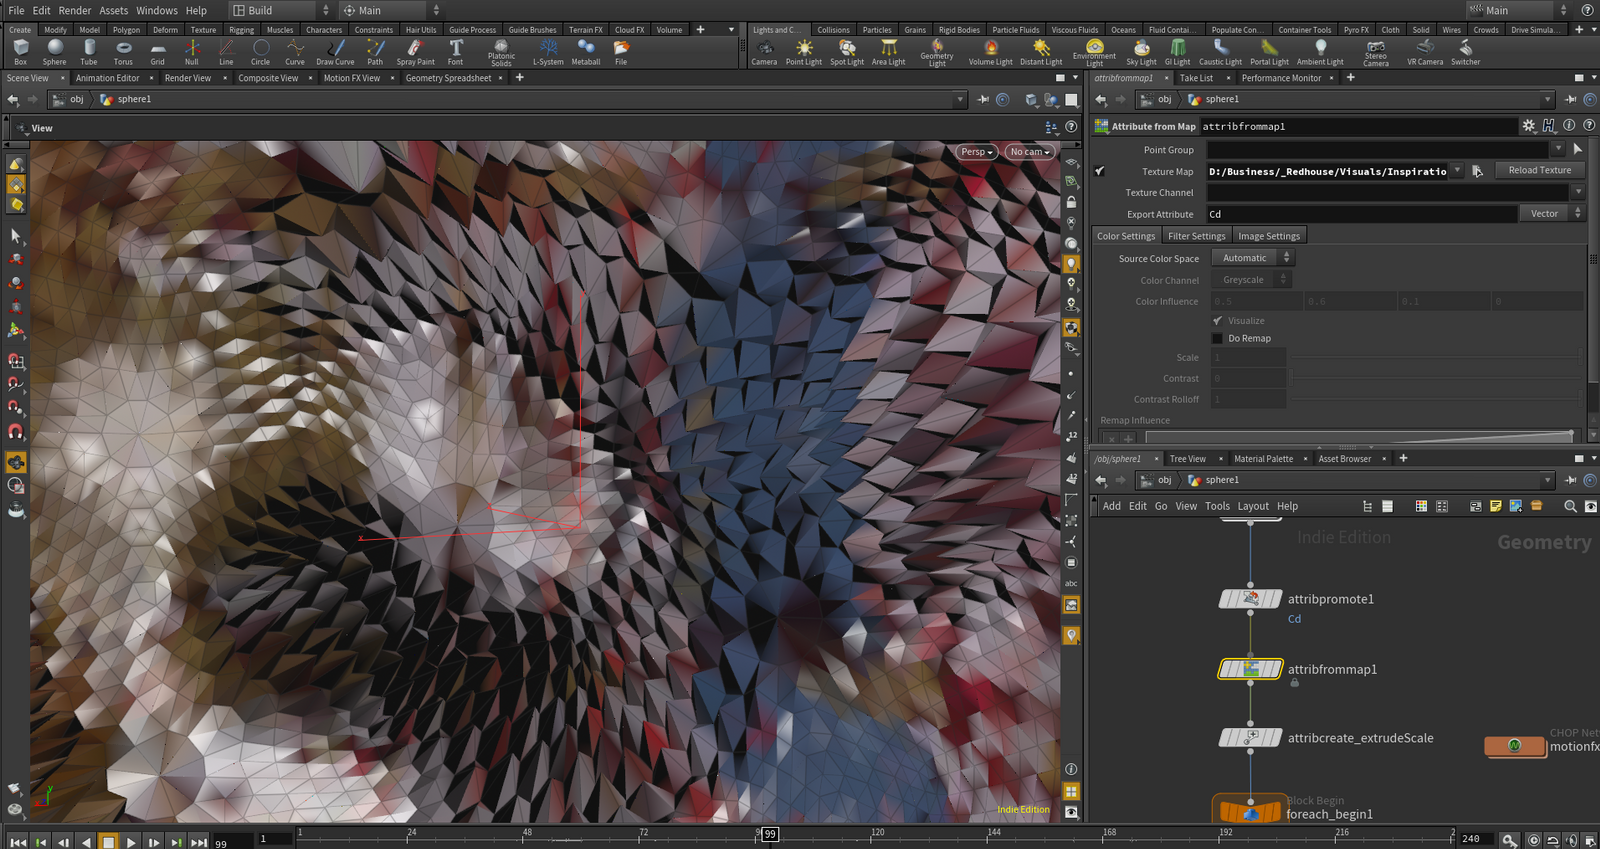 File Edit Render Assets Windows Help Build Main Main
Create Modify Model Polygon Deform Texture Rigging Muscles Characters Constraints Hair Utils Guide Process Guide Brushes Terrain FX Cloud FX Volume
Lights and C... Collisions Particles Grains Rigid Bodies Particle Fluids Viscous Fluids Oceans Fluid Contai... Populate Con... Container Tools Pyro FX Cloth Solid Wires Crowds Drive Simula...
Box Sphere Tube Torus Grid Null Line Circle Curve Draw Curve Path Spray Paint Font Platonic Solids L-System Metaball File
Camera Point Light Spot Light Area Light Geometry Light Volume Light Distant Light Environment Light Sky Light GI Light Caustic Light Portal Light Ambient Light Stereo Camera VR Camera Switcher
Scene View Animation Editor Render View Composite View Motion FX View Geometry Spreadsheet
attribfrommap1 Take List Performance Monitor
obj sphere1
obj sphere1
View
Persp No cam
Attribute from Map attribfrommap1
Point Group
Texture Map D:/Business/_Redhouse/Visuals/Inspiratio Reload Texture
Texture Channel
Export Attribute Cd Vector
Color Settings Filter Settings Image Settings
Source Color Space Automatic
Color Channel Greyscale
Color Influence 0.5 0.6 0.1 0
Visualize
Do Remap
Scale 1
Contrast 0
Contrast Rolloff 1
Remap Influence
/obj/sphere1 Tree View Material Palette Asset Browser
obj sphere1
Add Edit Go View Tools Layout Help
Indie Edition
Geometry
attribpromote1
Cd
attribfrommap1
attribcreate_extrudeScale
CHOP Net
motionfx
Block Begin
foreach_begin1
12
12
abc
x
y
Indie Edition
99 1 1 24 48 72 99 120 144 168 192 216 2 240